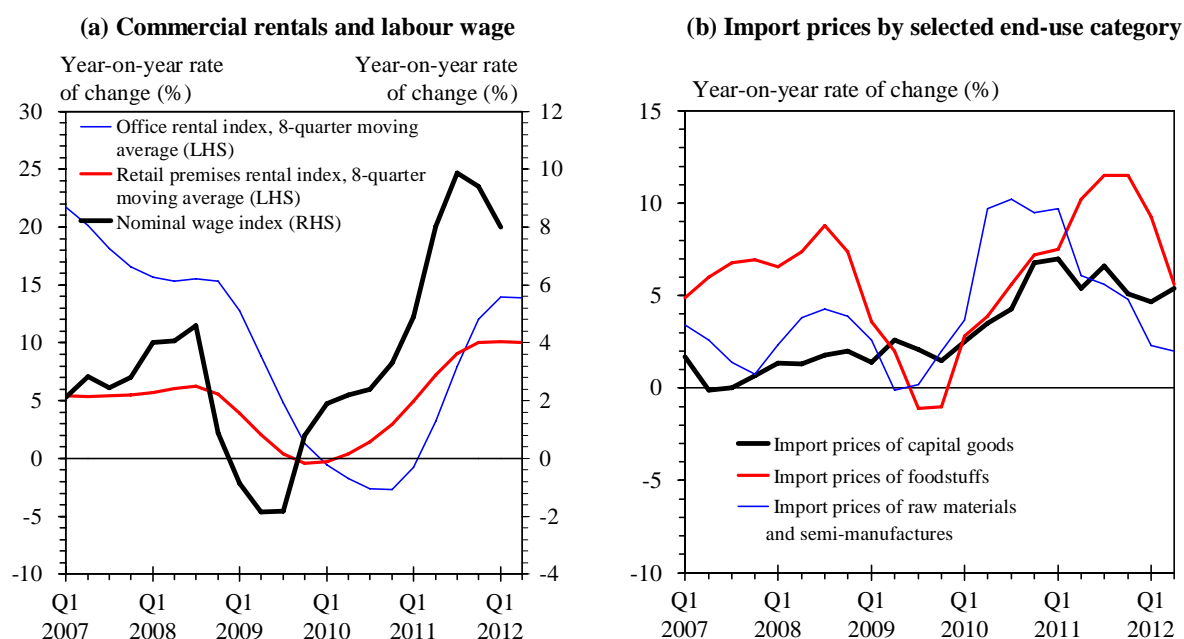 (a) Commercial rentals and labour wage
Year-on-year rate
of change (%)
Year-on-year rate
of change (%)
30
25
20
15
10
5
0
-5
-10
12
10
8
6
4
2
0
-2
-4
Office rental index, 8-quarter moving
average (LHS)
Retail premises rental index, 8-quarter
moving average (LHS)
Nominal wage index (RHS)
Q1
2007
Q1
2008
Q1
2009
Q1
2010
Q1
2011
Q1
2012
(b) Import prices by selected end-use category
Year-on-year rate of change (%)
15
10
5
0
-5
-10
Import prices of capital goods
Import prices of foodstuffs
Import prices of raw materials
and semi-manufactures
Q1
2007
Q1
2008
Q1
2009
Q1
2010
Q1
2011
Q1
2012